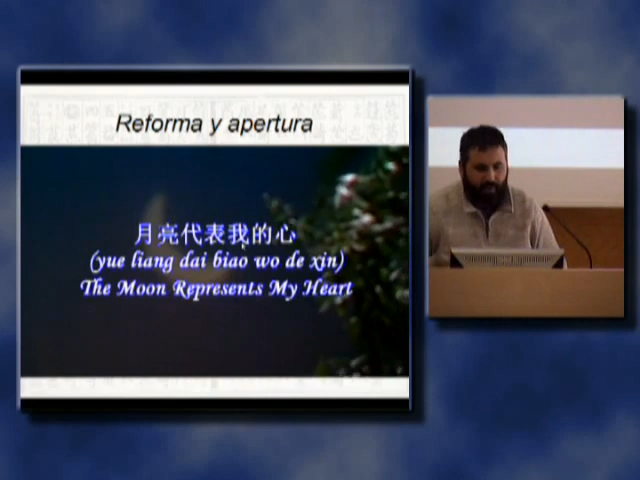 Reforma y apertura
月亮代表我的心
(yue liang dai biao wo de xin)
The Moon Represents My Heart